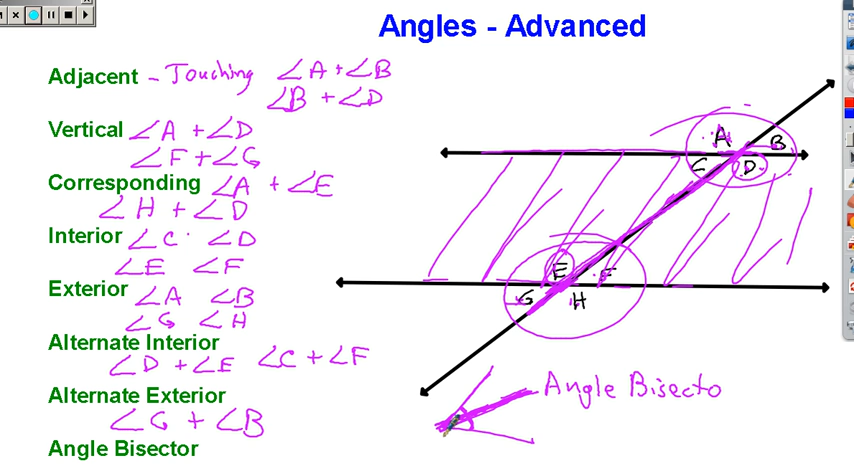 Angles - Advanced
Adjacent - Touching ∠A+∠B
∠B+∠D
Vertical ∠A +∠D
∠F+∠G
Corresponding ∠A + ∠E
∠H + ∠D
Interior ∠C ∠D
∠E ∠F
Exterior ∠A ∠B
∠G ∠H
Alternate Interior
∠D +∠E ∠C +∠F
Alternate Exterior
∠G + ∠B
Angle Bisector
A B
C D
E F
G H
Angle Bisecto